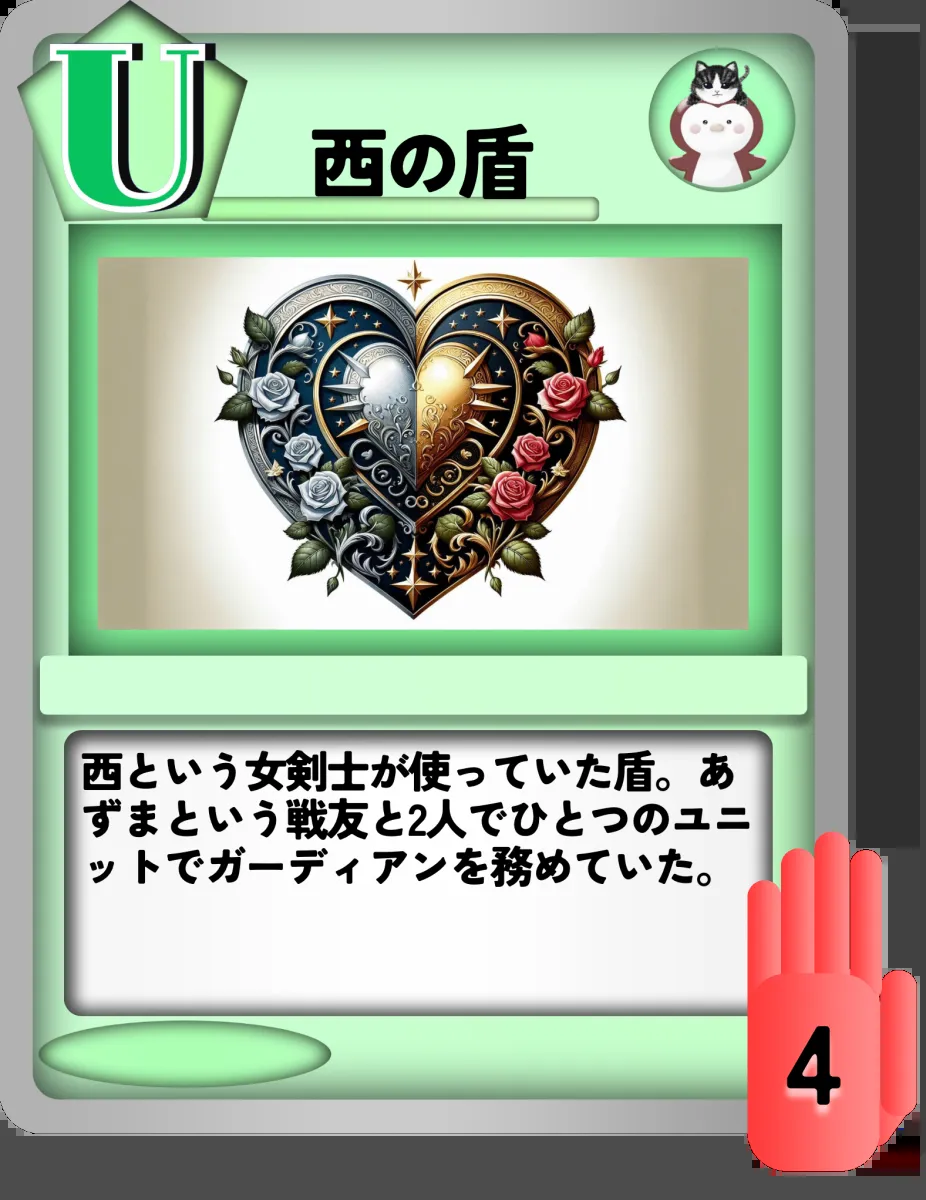 U
西の盾
西という女剣士が使っていた盾。あ
ずまという戦友と2人でひとつのユニ
ットでガーディアンを務めていた。
4